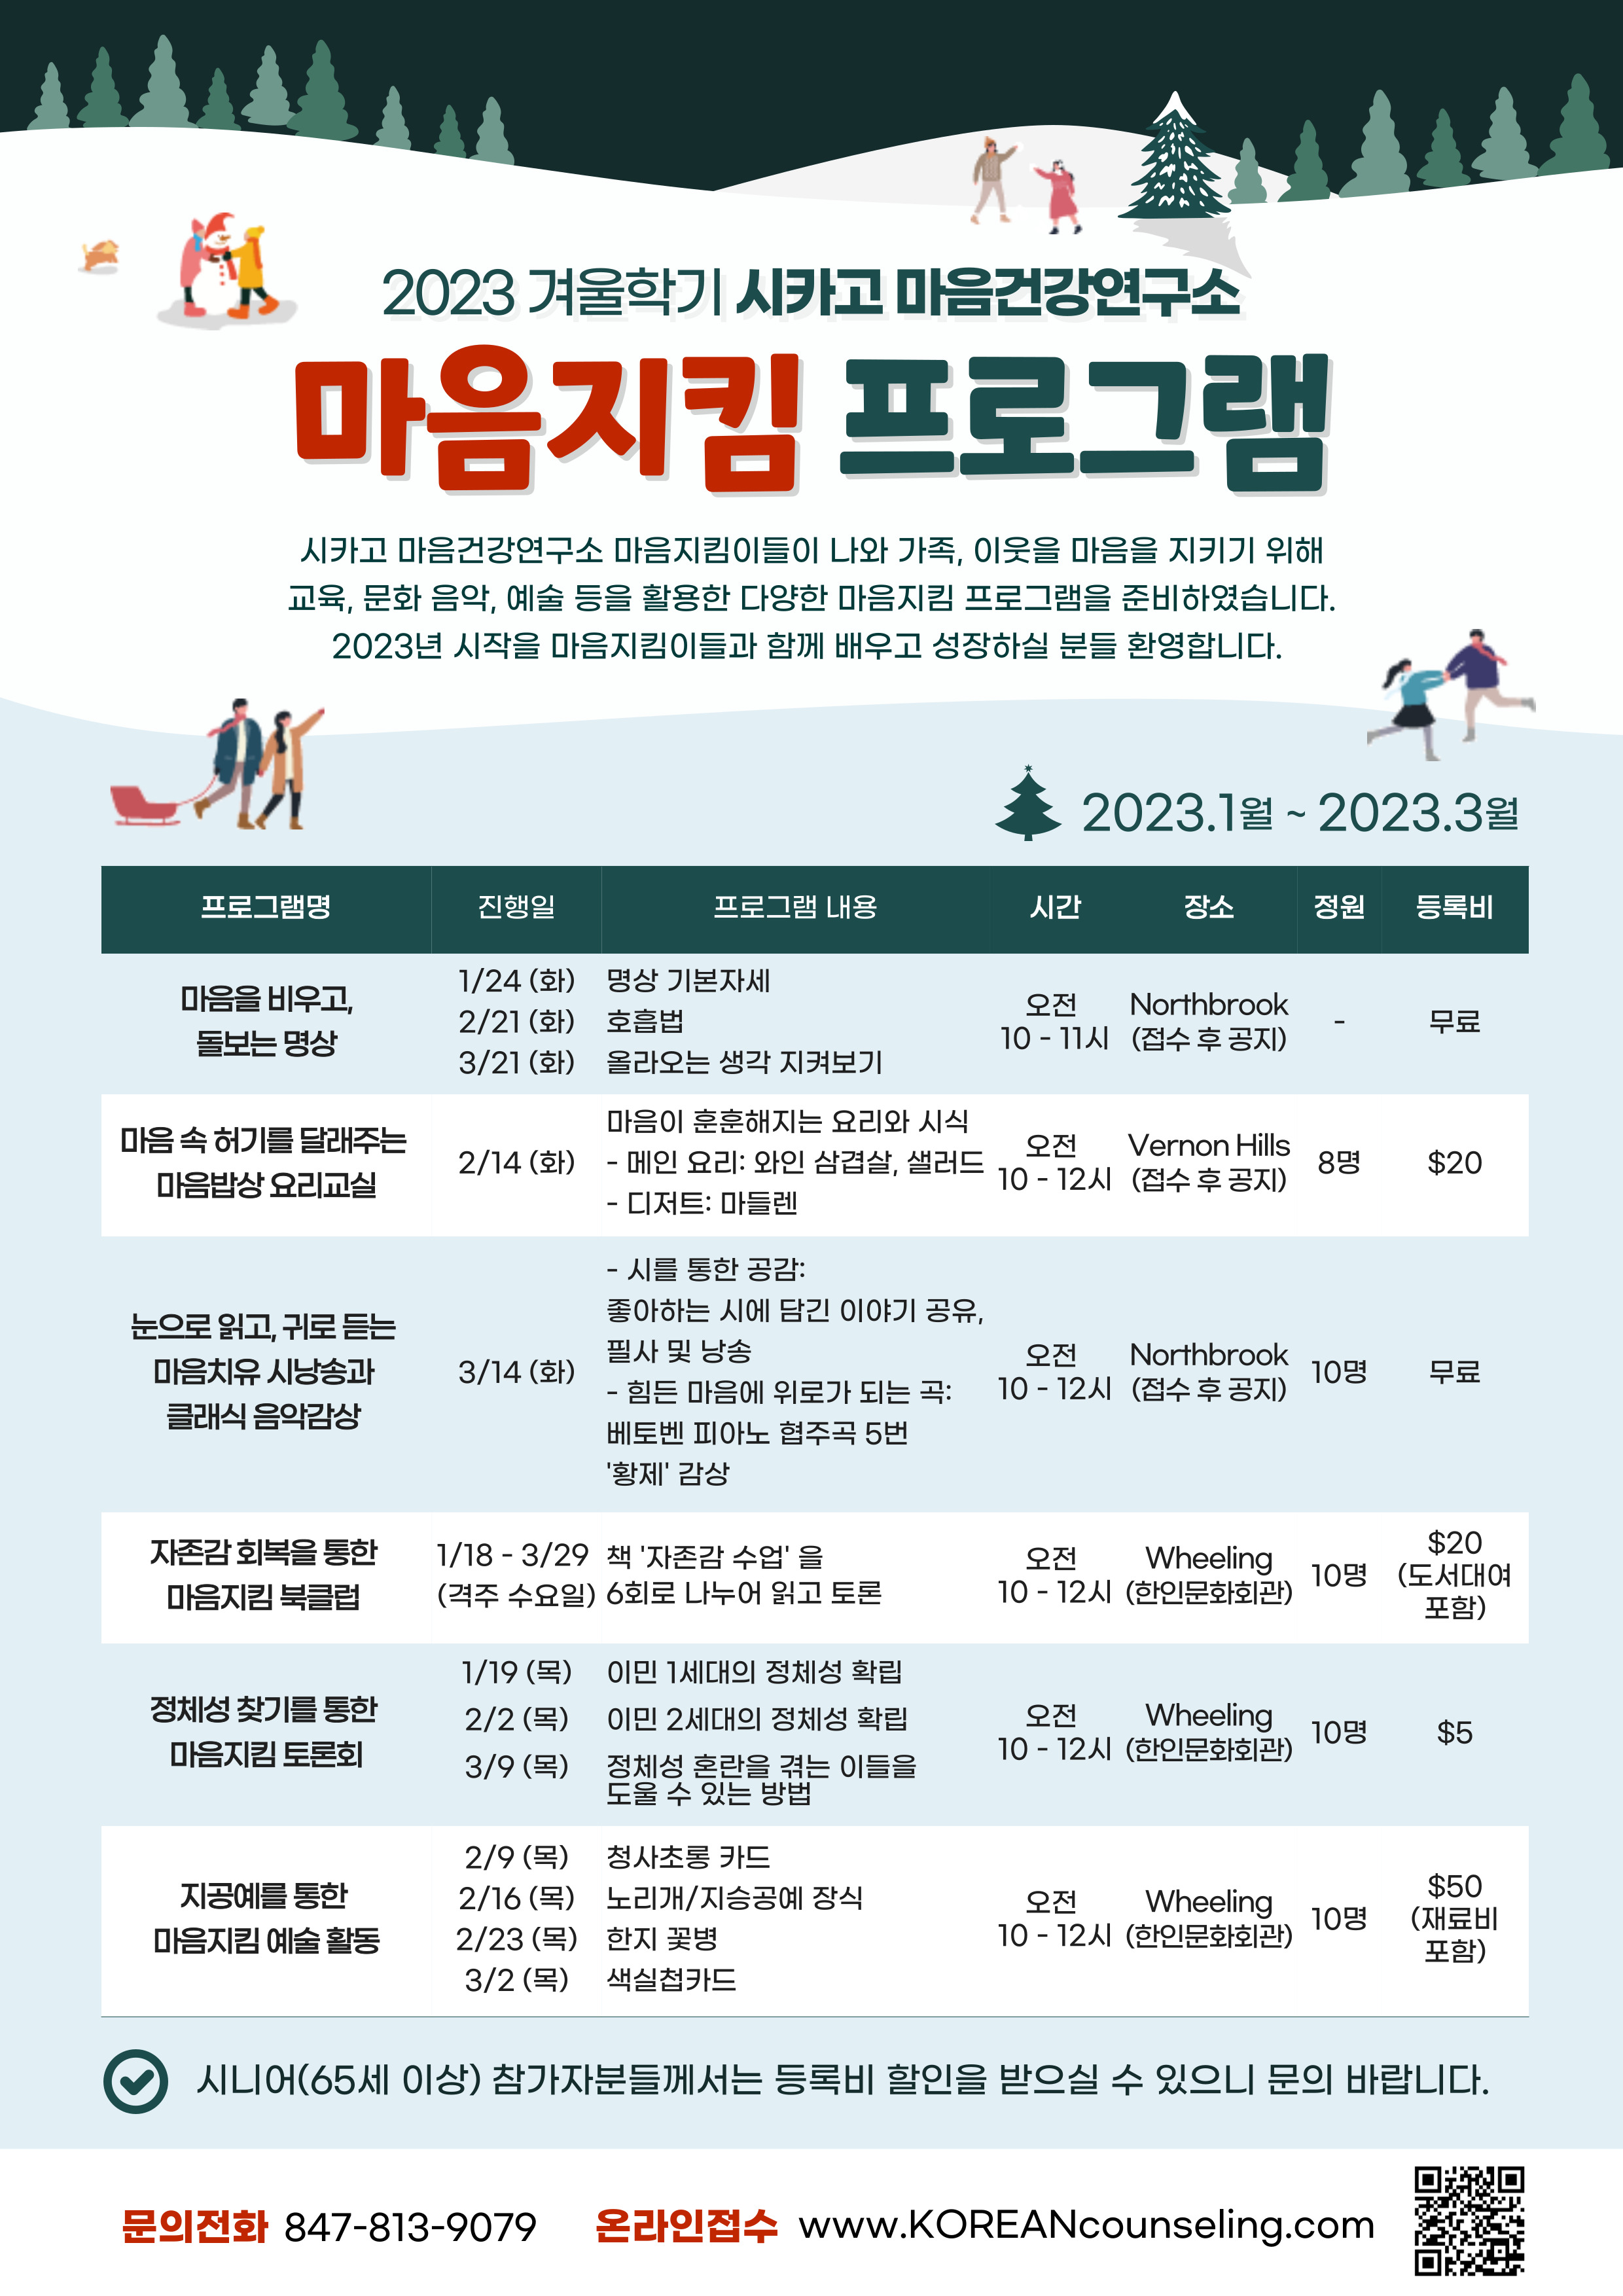 2023 겨울학기 시카고 마음건강연구소
마음지킴 프로그램
시카고 마음건강연구소 마음지킴이들이 나와 가족, 이웃을 마음을 지키기 위해
교육, 문화 음악, 예술 등을 활용한 다양한 마음지킴 프로그램을 준비하였습니다.
2023년 시작을 마음지킴이들과 함께 배우고 성장하실 분들 환영합니다.
2023.1월 ~ 2023.3월
프로그램명 진행일 프로그램 내용 시간 장소 정원 등록비
마음을 비우고,
돌보는 명상
1/24 (화) 명상 기본자세
2/21 (화) 호흡법
3/21 (화) 올라오는 생각 지켜보기
오전
10 - 11시
Northbrook
(접수 후 공지)
-
무료
마음 속 허기를 달래주는
마음밥상 요리교실
2/14 (화)
마음이 훈훈해지는 요리와 시식
- 메인 요리: 와인 삼겹살, 샐러드
- 디저트: 마들렌
오전
10 - 12시
Vernon Hills
(접수 후 공지)
8명
$20
눈으로 읽고, 귀로 듣는
마음치유 시낭송과
클래식 음악감상
3/14 (화)
- 시를 통한 공감:
좋아하는 시에 담긴 이야기 공유,
필사 및 낭송
- 힘든 마음에 위로가 되는 곡:
베토벤 피아노 협주곡 5번
'황제' 감상
오전
10 - 12시
Northbrook
(접수 후 공지)
10명
무료
자존감 회복을 통한
마음지킴 북클럽
1/18 - 3/29
(격주 수요일)
책 '자존감 수업' 을
6회로 나누어 읽고 토론
오전
10 - 12시
Wheeling
(한인문화회관)
10명
$20
(도서대여
포함)
정체성 찾기를 통한
마음지킴 토론회
1/19 (목) 이민 1세대의 정체성 확립
2/2 (목) 이민 2세대의 정체성 확립
3/9 (목) 정체성 혼란을 겪는 이들을
도울 수 있는 방법
오전
10 - 12시
Wheeling
(한인문화회관)
10명
$5
지공예를 통한
마음지킴 예술 활동
2/9 (목) 청사초롱 카드
2/16 (목) 노리개/지승공예 장식
2/23 (목) 한지 꽃병
3/2 (목) 색실첩카드
오전
10 - 12시
Wheeling
(한인문화회관)
10명
$50
(재료비
포함)
시니어(65세 이상) 참가자분들께서는 등록비 할인을 받으실 수 있으니 문의 바랍니다.
문의전화 847-813-9079 온라인접수 www.KOREANcounseling.com